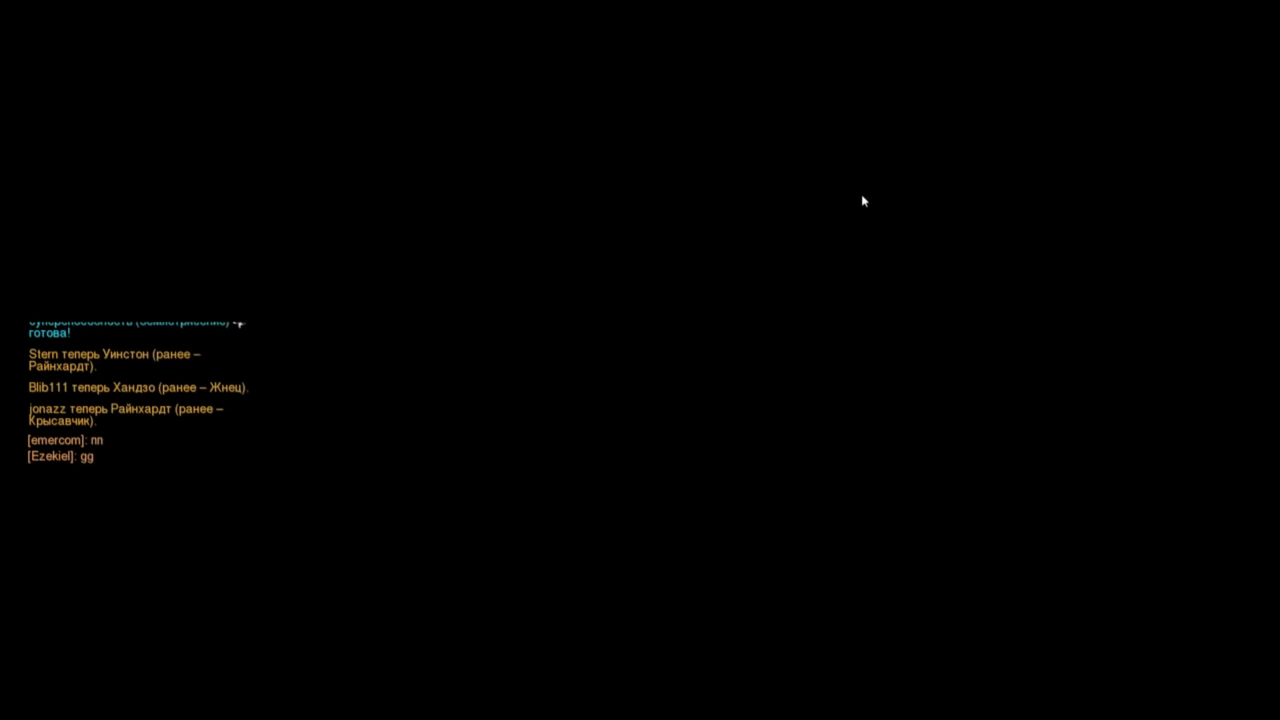 готова!
Stern теперь Уинстон (ранее –
Райнхардт).
Blib111 теперь Хандзо (ранее – Жнец).
jonazz теперь Райнхардт (ранее –
Крысавчик).
[emercom]: пп
[Ezekiel]: gg